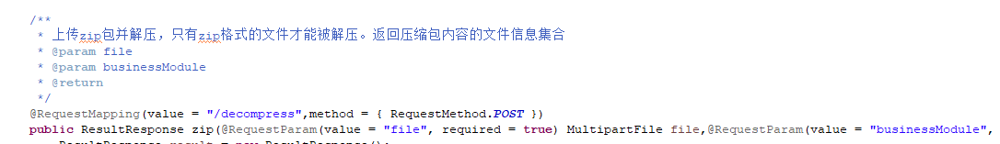 /**
 * 上传zip包并解压，只有zip格式的文件才能被解压。返回压缩包内容的文件信息集合
 * @param file
 * @param businessModule
 * @return
 */
@RequestMapping(value = "/decompress",method = { RequestMethod.POST })
public ResultResponse zip(@RequestParam(value = "file", required = true) MultipartFile file,@RequestParam(value = "businessModule",
ResultResponse result = new ResultResponse();